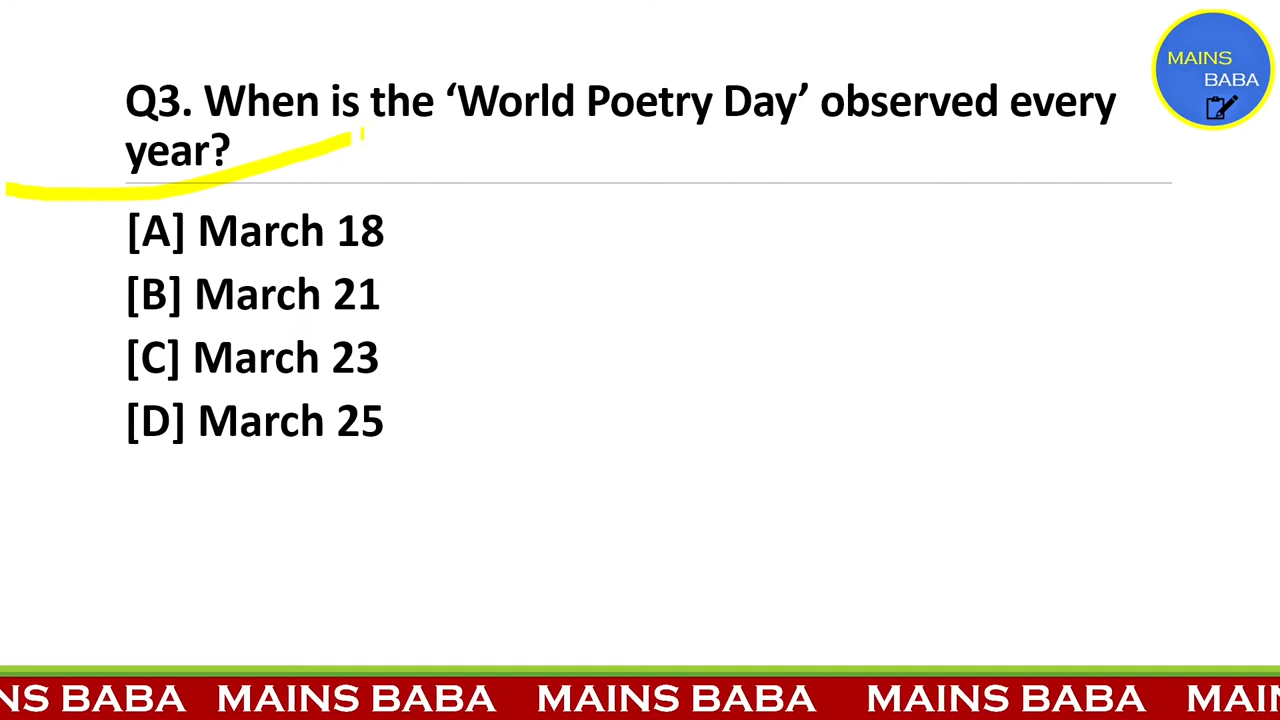 MAINS
BABA
Q3. When is the ‘World Poetry Day’ observed every
year?
[A] March 18
[B] March 21
[C] March 23
[D] March 25
NS BABA MAINS BABA MAINS BABA MAINS BABA MAIN